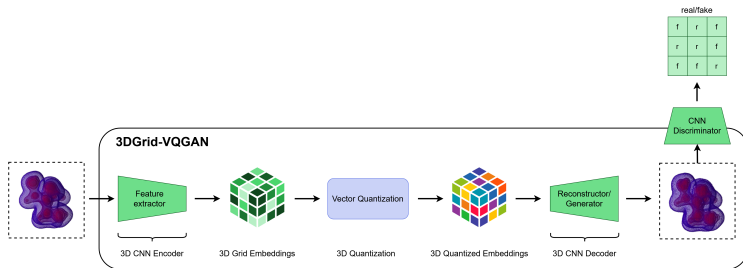 real/fake
f r f
r r f
f f r
CNN
Discriminator
3DGrid-VQGAN
Feature
extractor
Vector Quantization
Reconstructor/
Generator
3D CNN Encoder
3D Grid Embeddings
3D Quantization
3D Quantized Embeddings
3D CNN Decoder